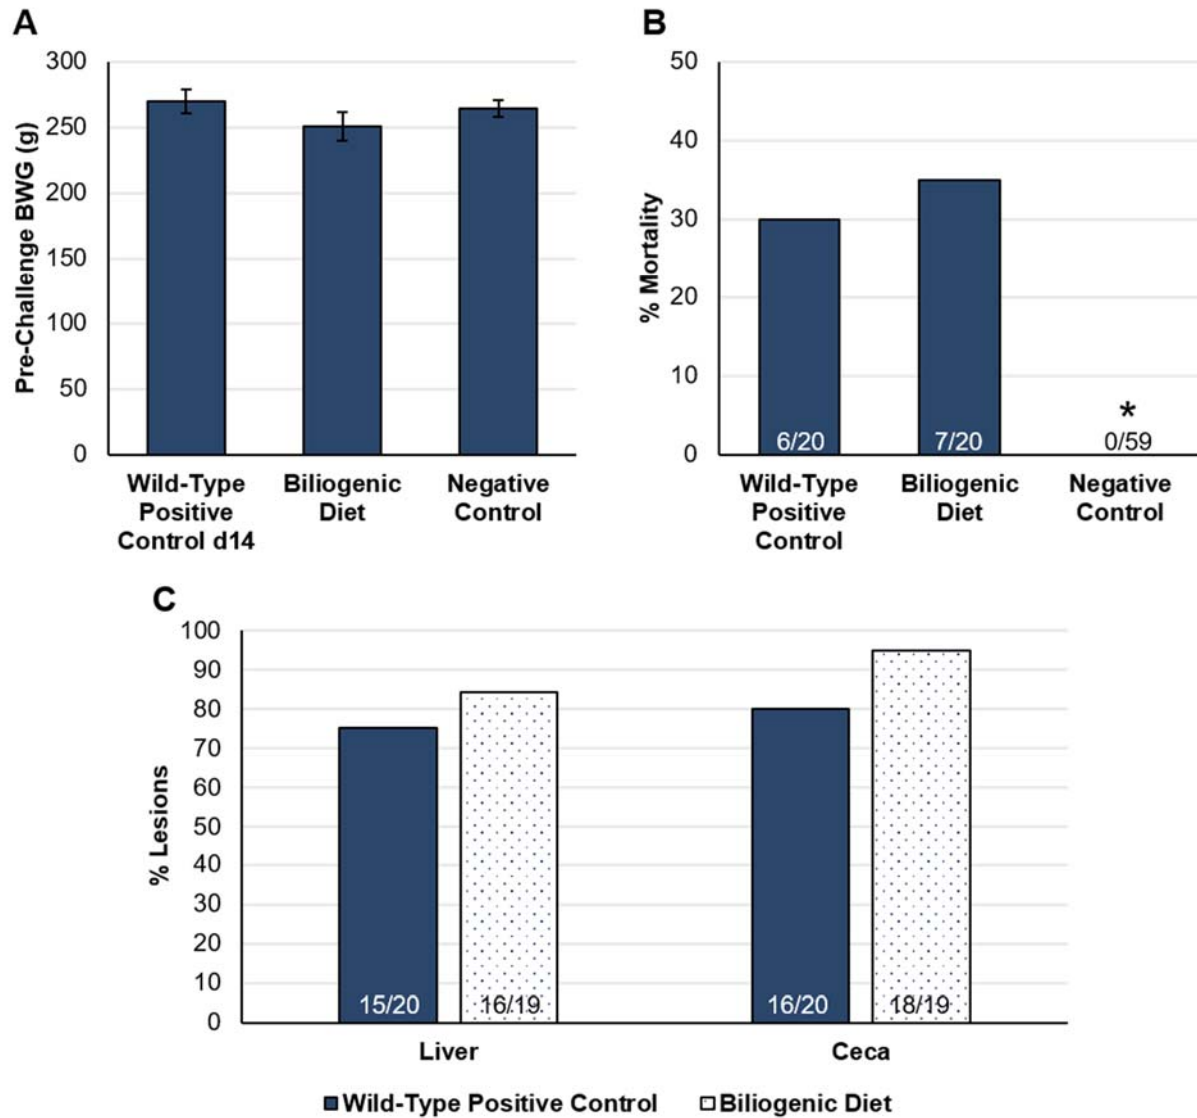 A
300
250
200
150
100
50
0
Pre-Challenge BWG (g)
Wild-Type
Positive
Control d14
Biliogenic
Diet
Negative
Control
B
50
40
30
20
10
0
% Mortality
6/20
7/20
*
0/59
Wild-Type
Positive
Control
Biliogenic
Diet
Negative
Control
C
100
90
80
70
60
50
40
30
20
10
0
% Lesions
15/20
16/19
16/20
18/19
Liver
Ceca
Wild-Type Positive Control
Biliogenic Diet